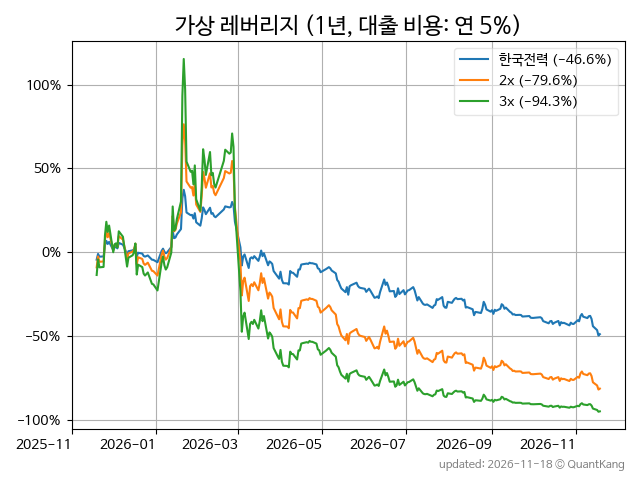 가상 레버리지 (1년, 대출 비용: 연 5%)
한국전력 (-46.6%)
2x (-79.6%)
3x (-94.3%)
100%
50%
0%
-50%
-100%
2025-11 2026-01 2026-03 2026-05 2026-07 2026-09 2026-11
updated: 2026-11-18 © QuantKang